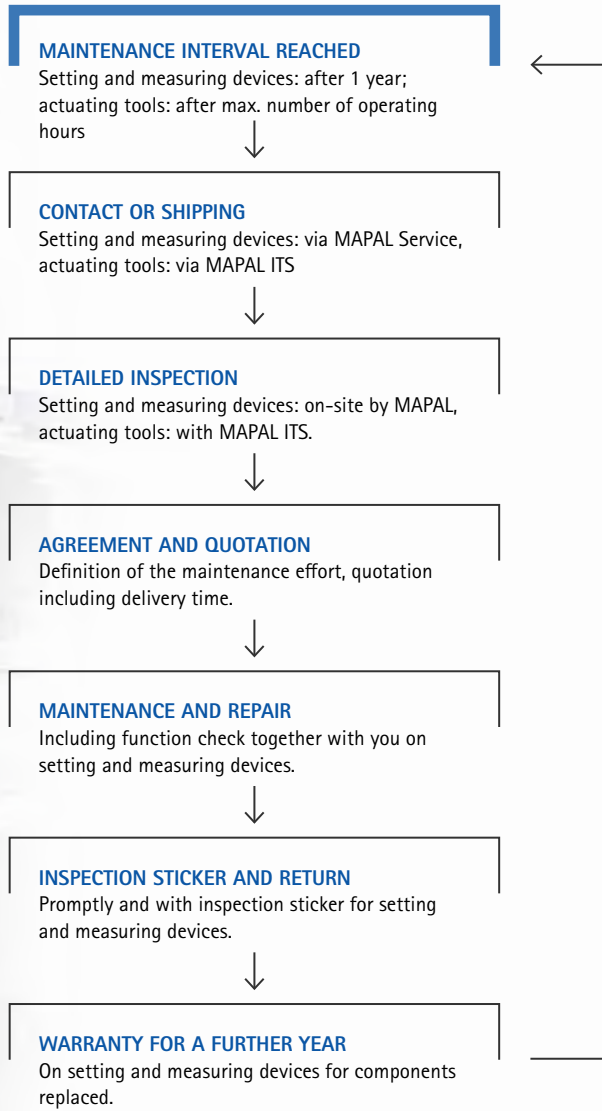 MAINTENANCE INTERVAL REACHED
Setting and measuring devices: after 1 year;
actuating tools: after max. number of operating
hours
CONTACT OR SHIPPING
Setting and measuring devices: via MAPAL Service,
actuating tools: via MAPAL ITS
DETAILED INSPECTION
Setting and measuring devices: on-site by MAPAL,
actuating tools: with MAPAL ITS.
AGREEMENT AND QUOTATION
Definition of the maintenance effort, quotation
including delivery time.
MAINTENANCE AND REPAIR
Including function check together with you on
setting and measuring devices.
INSPECTION STICKER AND RETURN
Promptly and with inspection sticker for setting
and measuring devices.
WARRANTY FOR A FURTHER YEAR
On setting and measuring devices for components
replaced.